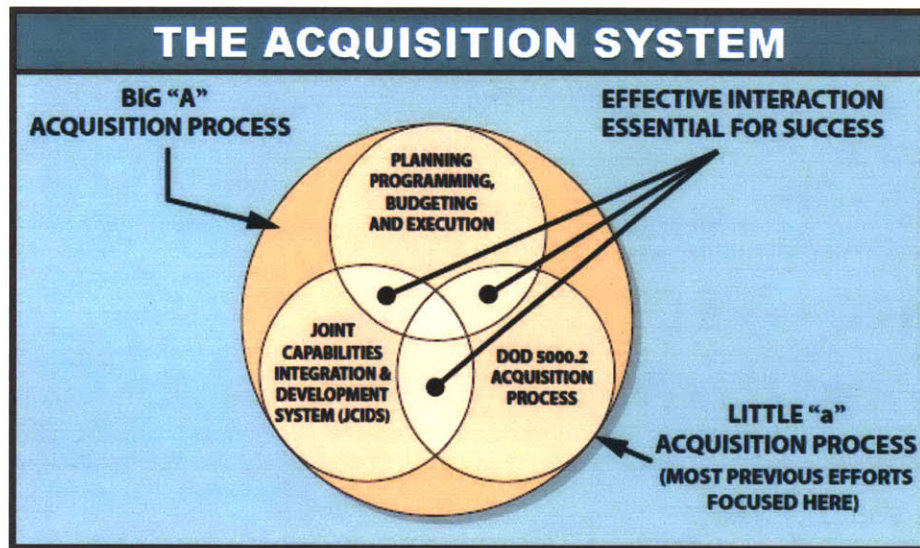 THE ACQUISITION SYSTEM
BIG “A”
ACQUISITION PROCESS
EFFECTIVE INTERACTION
ESSENTIAL FOR SUCCESS
PLANNING
PROGRAMMING,
BUDGETING
AND EXECUTION
JOINT
CAPABILITIES
INTEGRATION &
DEVELOPMENT
SYSTEM (JCIDS)
DOD 5000.2
ACQUISITION
PROCESS
LITTLE “a”
ACQUISITION PROCESS
(MOST PREVIOUS EFFORTS
FOCUSED HERE)